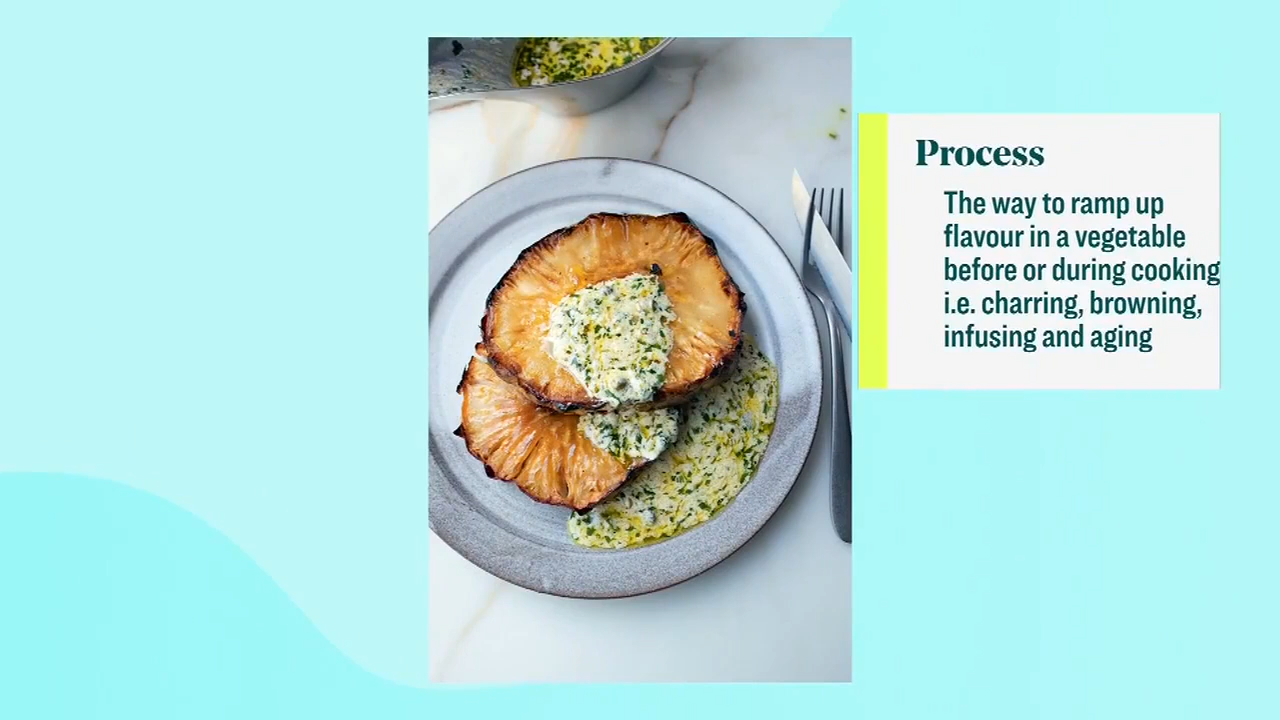 Process
The way to ramp up
flavour in a vegetable
before or during cooking
i.e. charring, browning,
infusing and aging